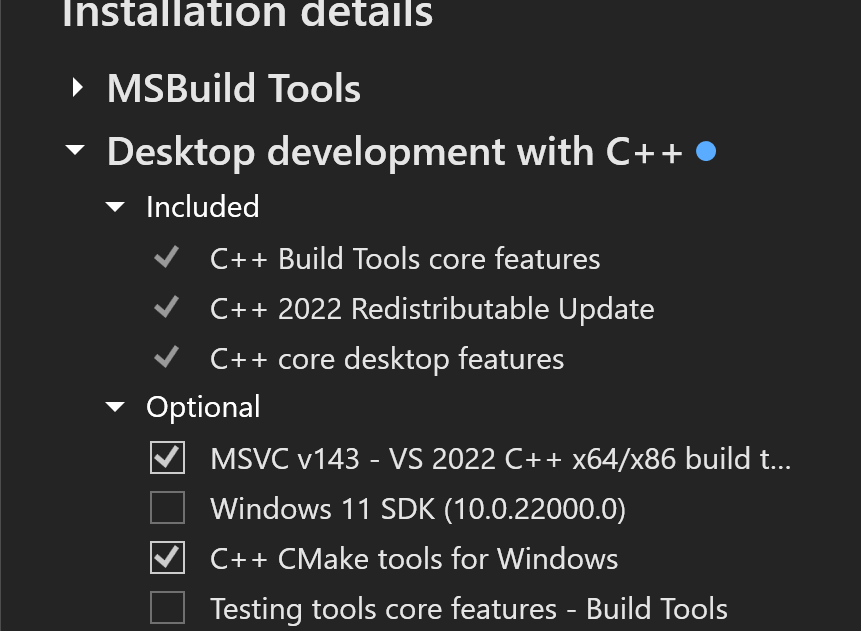 Installation details
MSBuild Tools
Desktop development with C++
Included
C++ Build Tools core features
C++ 2022 Redistributable Update
C++ core desktop features
Optional
MSVC v143 - VS 2022 C++ x64/x86 build t...
Windows 11 SDK (10.0.22000.0)
C++ CMake tools for Windows
Testing tools core features - Build Tools